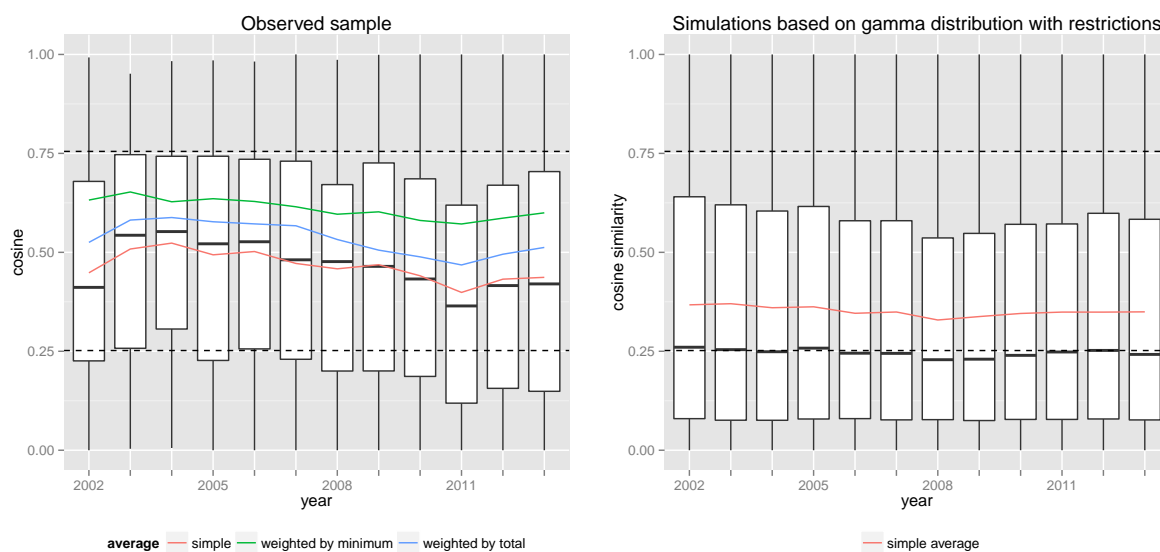 Observed sample
1.00
0.75
0.50
0.25
0.00
cosine
2002
2005
2008
2011
year
average simple weighted by minimum weighted by total
Simulations based on gamma distribution with restrictions
1.00
0.75
0.50
0.25
0.00
cosine similarity
2002
2005
2008
2011
year
simple average